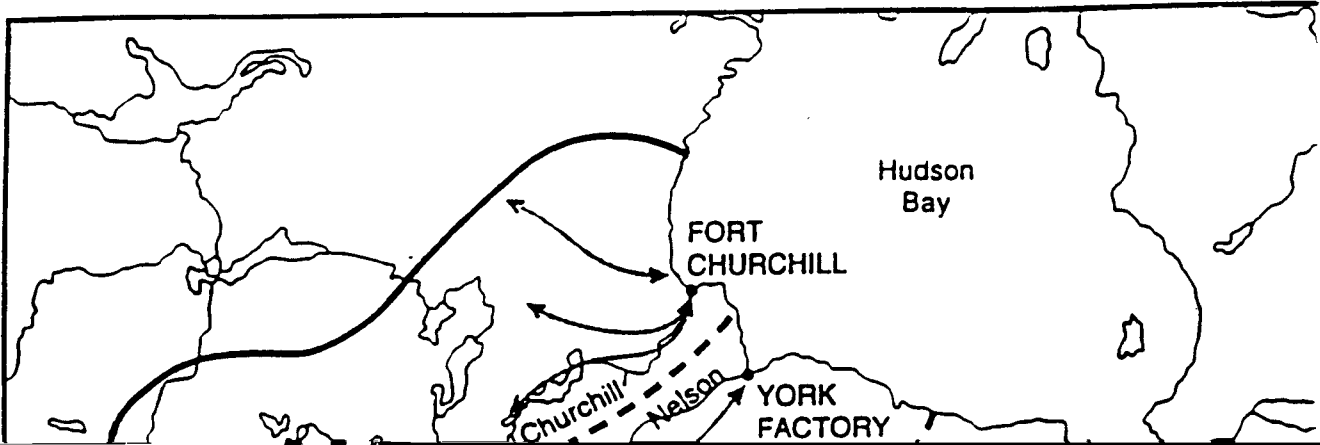 Hudson
Bay
FORT
CHURCHILL
Churchill
Nelson
YORK
FACTORY